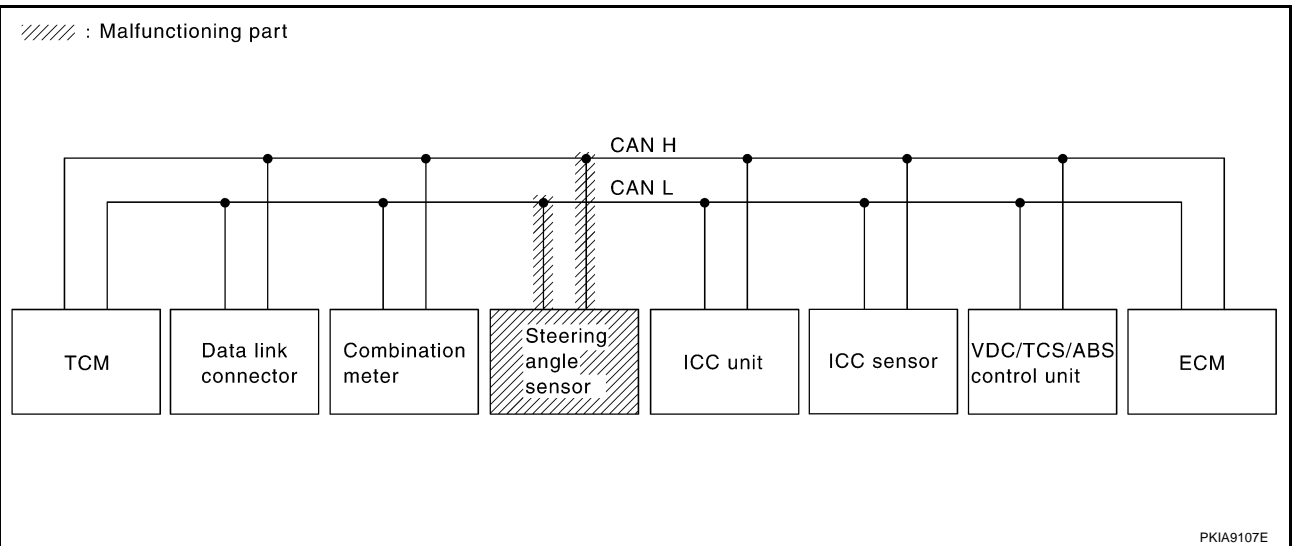 : Malfunctioning part
CAN H
CAN L
TCM
Data link
connector
Combination
meter
Steering
angle
sensor
ICC unit
ICC sensor
VDC/TCS/ABS
control unit
ECM
PKIA9107E